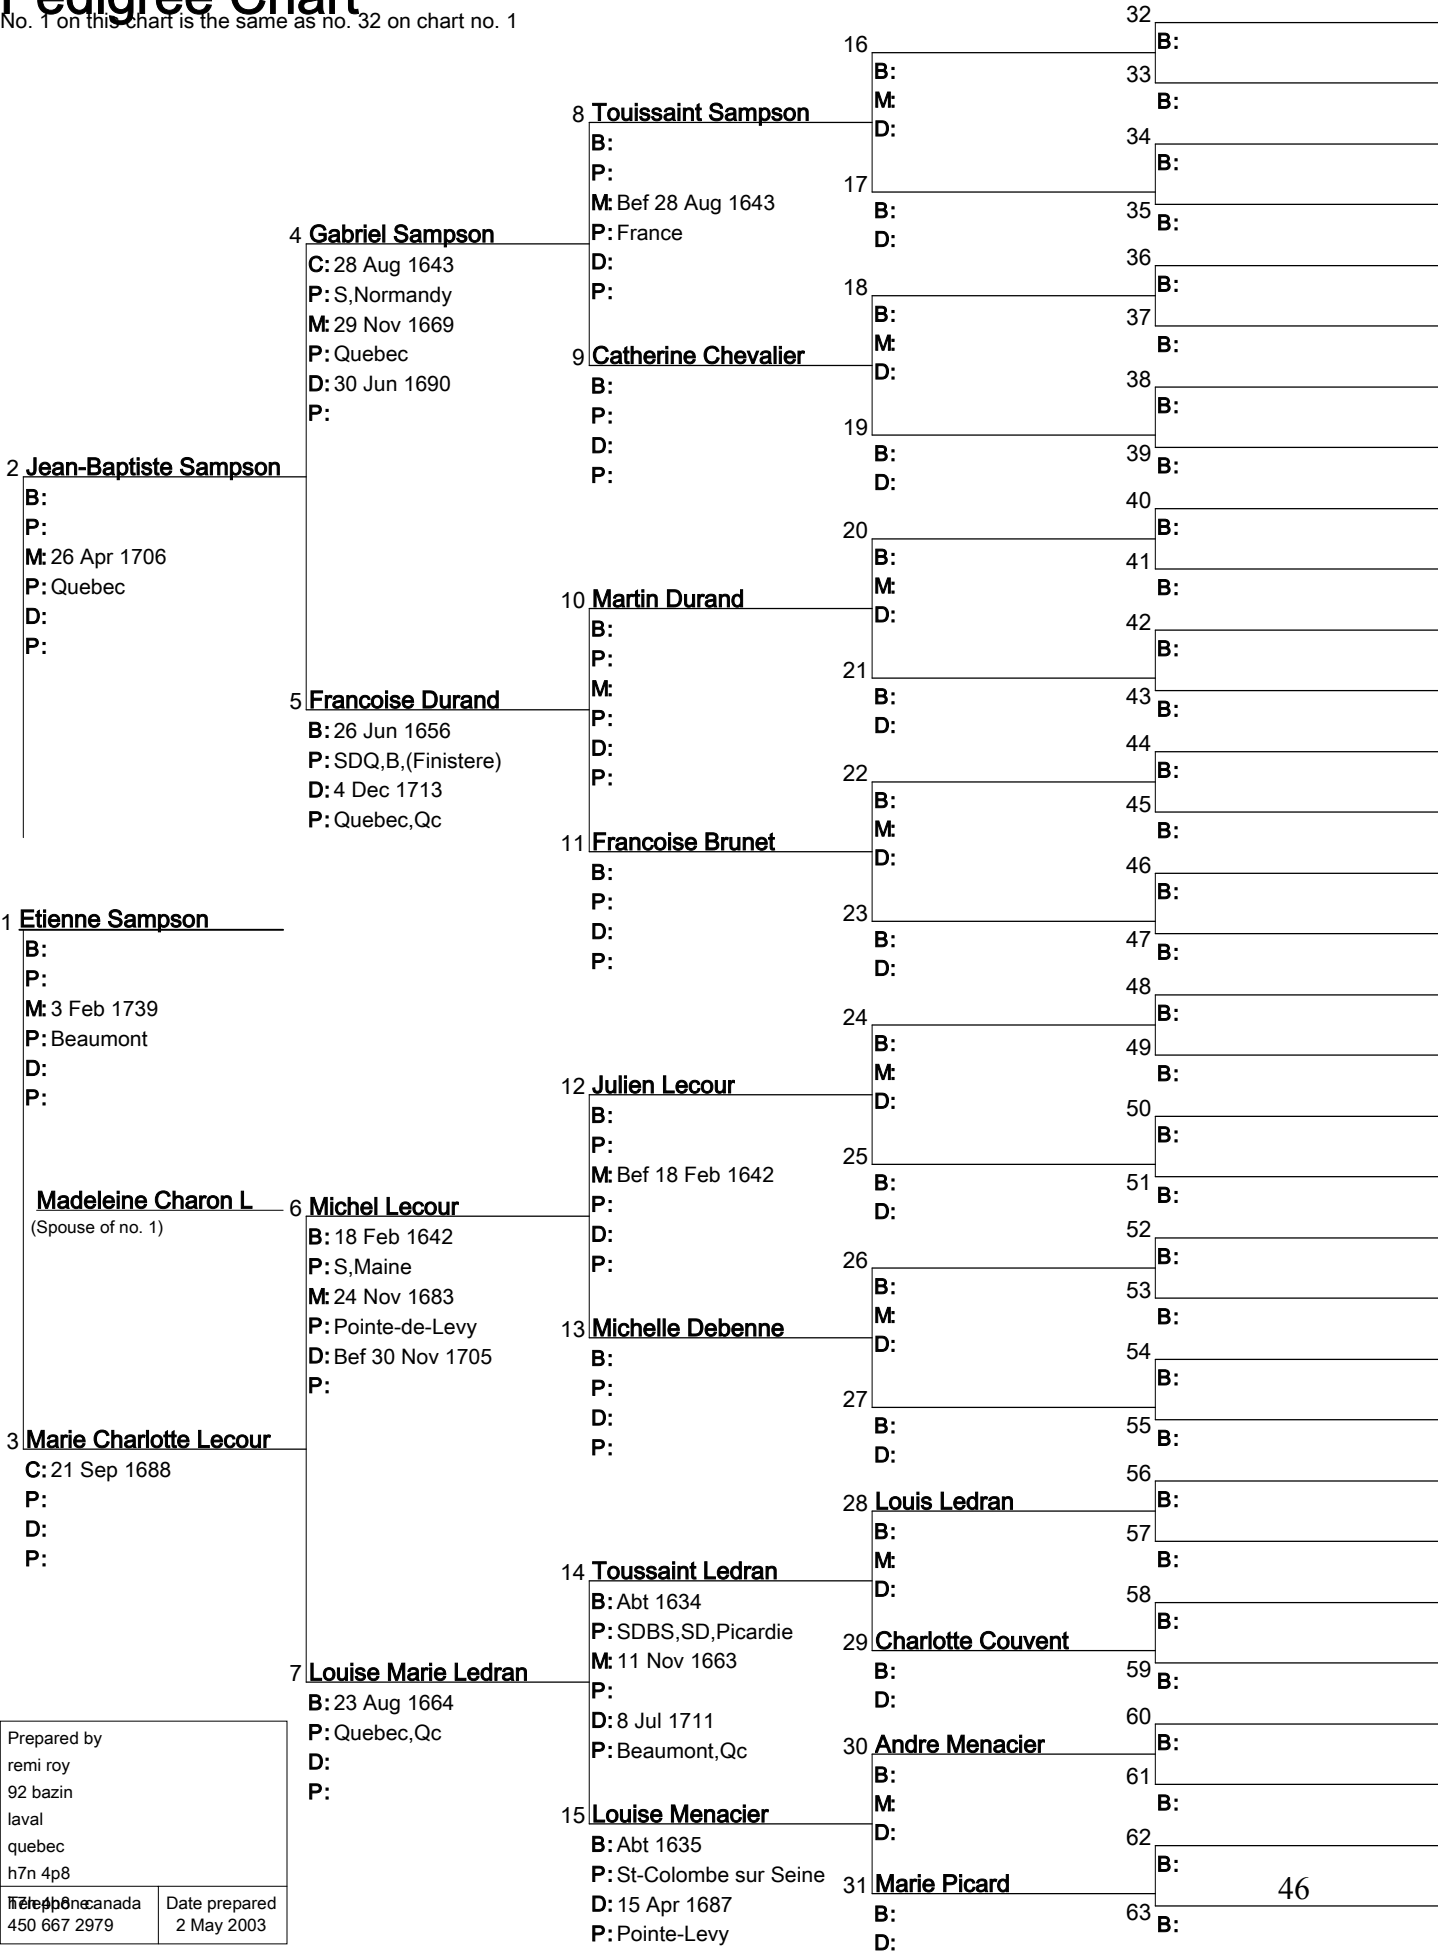 Pedigree Chart
No. 1 on this chart is the same as no. 32 on chart no. 1
2 Jean-Baptiste Sampson
B:
P:
M: 26 Apr 1706
P: Quebec
D:
P:
1 Etienne Sampson
B:
P:
M: 3 Feb 1739
P: Beaumont
D:
P:
Madeleine Charon L
(Spouse of no. 1)
3 Marie Charlotte Lecour
C: 21 Sep 1688
P:
D:
P:
4 Gabriel Sampson
C: 28 Aug 1643
P: S,Normandy
M: 29 Nov 1669
P: Quebec
D: 30 Jun 1690
P:
5 Francoise Durand
B: 26 Jun 1656
P: SDQ,B,(Finistere)
D: 4 Dec 1713
P: Quebec,Qc
6 Michel Lecour
B: 18 Feb 1642
P: S,Maine
M: 24 Nov 1683
P: Pointe-de-Levy
D: Bef 30 Nov 1705
P:
7 Louise Marie Ledran
B: 23 Aug 1664
P: Quebec,Qc
D:
P:
8 Touissaint Sampson
B:
P:
M: Bef 28 Aug 1643
P: France
D:
P:
9 Catherine Chevalier
B:
P:
D:
P:
10 Martin Durand
B:
P:
M:
P:
D:
P:
11 Francoise Brunet
B:
P:
D:
P:
12 Julien Lecour
B:
P:
M: Bef 18 Feb 1642
P:
D:
P:
13 Michelle Debenne
B:
P:
D:
P:
14 Toussaint Ledran
B: Abt 1634
P: SDBS,SD,Picardie
M: 11 Nov 1663
P:
D: 8 Jul 1711
P: Beaumont,Qc
15 Louise Menacier
B: Abt 1635
P: St-Colombe sur Seine
D: 15 Apr 1687
P: Pointe-Levy
16
B:
M:
D:
17
B:
D:
18
B:
M:
D:
19
B:
D:
20
B:
M:
D:
21
B:
D:
22
B:
M:
D:
23
B:
D:
24
B:
M:
D:
25
B:
D:
26
B:
M:
D:
27
B:
D:
28 Louis Ledran
B:
M:
D:
29 Charlotte Couvent
B:
D:
30 Andre Menacier
B:
M:
D:
31 Marie Picard
B:
D:
32
B:
33
B:
34
B:
35
B:
36
B:
37
B:
38
B:
39
B:
40
B:
41
B:
42
B:
43
B:
44
B:
45
B:
46
B:
47
B:
48
B:
49
B:
50
B:
51
B:
52
B:
53
B:
54
B:
55
B:
56
B:
57
B:
58
B:
59
B:
60
B:
61
B:
62
B:
63
B:
46
Prepared by
remi roy
92 bazin
laval
quebec
h7n 4p8
canada
Telephone
450 667 2979
Date prepared
2 May 2003